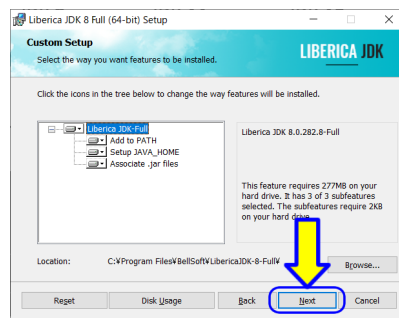 Liberica JDK 8 Full (64-bit) Setup
Custom Setup
Select the way you want features to be installed.
LIBERICA JDK
Click the icons in the tree below to change the way features will be installed.
Liberica JDK-Full
Add to PATH
Setup JAVA_HOME
Associate .jar files
Liberica JDK 8.0.282.8-Full
This feature requires 277MB on your
hard drive. It has 3 of 3
subfeatures
selected. The subfeatures require 2KB
on your hard drive.
Location: C:¥Program Files¥BellSoft¥LibericaJDK-8-Full¥
Browse...
Reset Disk Usage Back Next Cancel